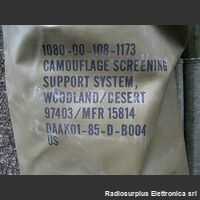 1080-00-108-1173
CAMOUFLAGE SCREENING
SUPPORT SYSTEM,
WOODLAND/DESERT
97403/MFR 15814
DAAK01-85-D-B004
US
Radiosurplus Elettronica srl